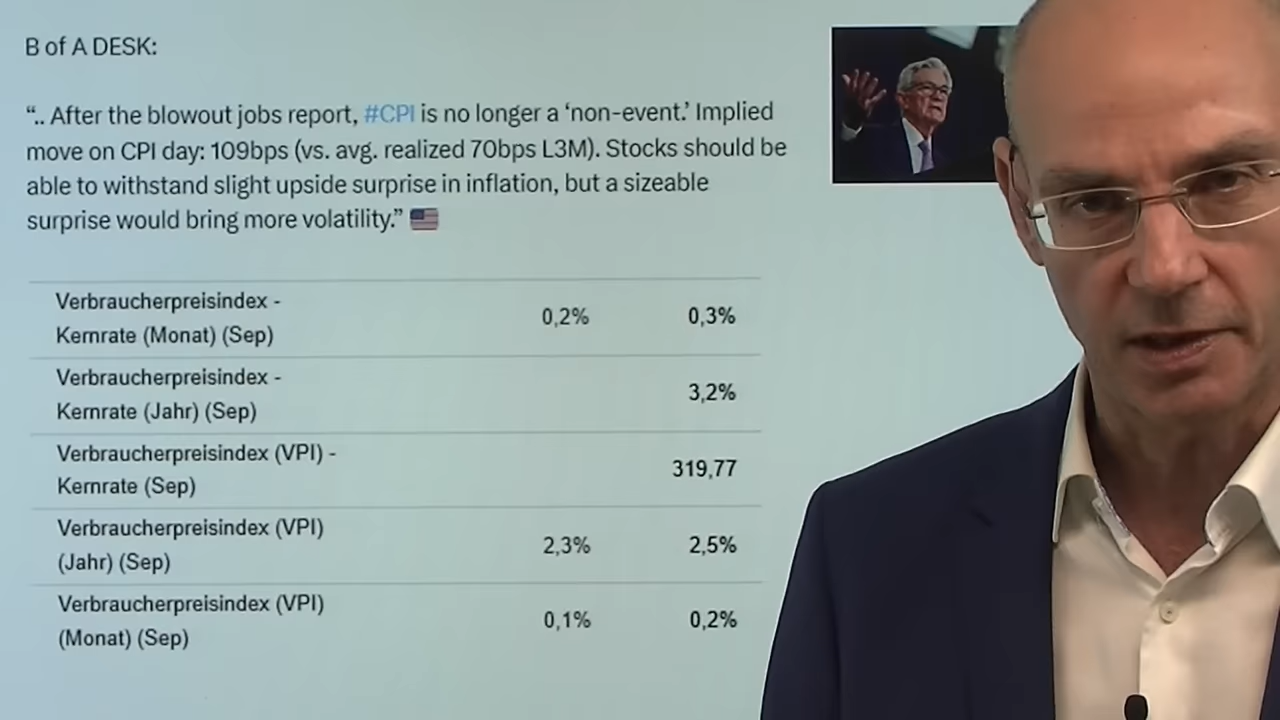 B of A DESK:
“.. After the blowout jobs report, #CPI is no longer a ‘non-event.’ Implied
move on CPI day: 109bps (vs. avg. realized 70bps L3M). Stocks should be
able to withstand slight upside surprise in inflation, but a sizeable
surprise would bring more volatility.” 🇺🇸
Verbraucherpreisindex -
Kernrate (Monat) (Sep)
0,2% 0,3%
Verbraucherpreisindex -
Kernrate (Jahr) (Sep)
3,2%
Verbraucherpreisindex (VPI) -
Kernrate (Sep)
319,77
Verbraucherpreisindex (VPI)
(Jahr) (Sep)
2,3% 2,5%
Verbraucherpreisindex (VPI)
(Monat) (Sep)
0,1% 0,2%